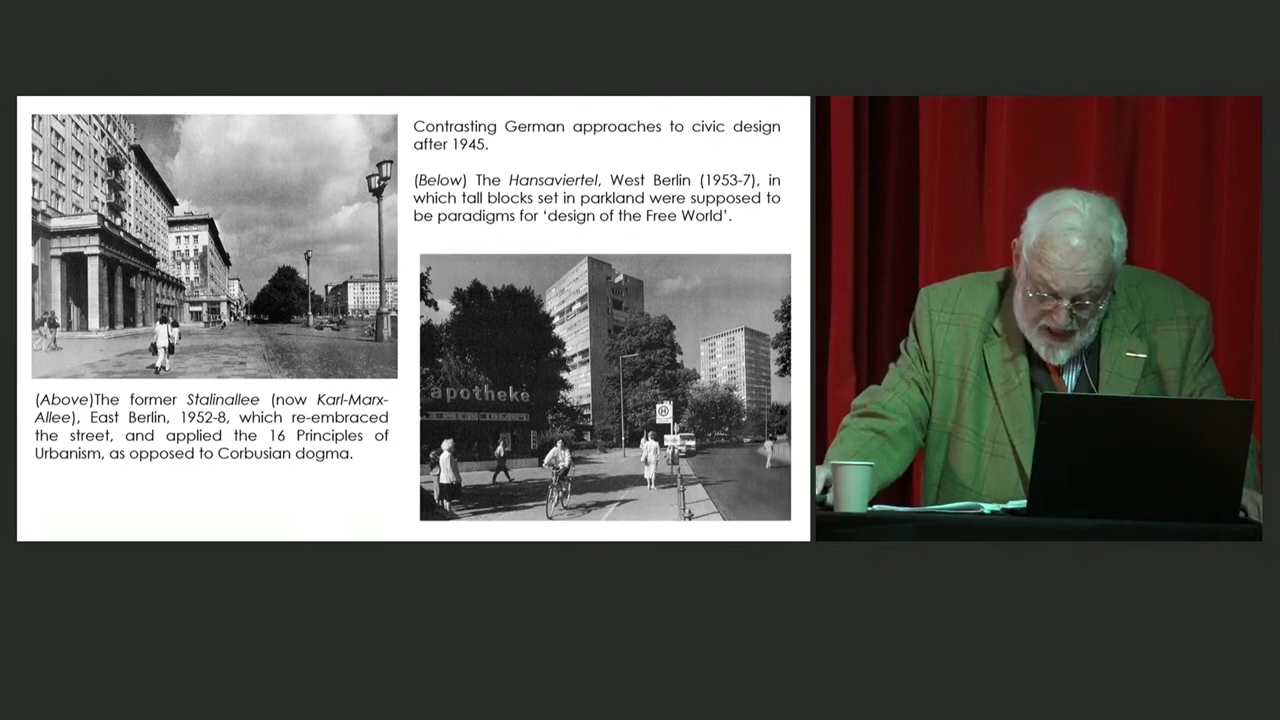 Contrasting German approaches to civic design
after 1945.
(Below) The Hansaviertel, West Berlin (1953-7), in
which tall blocks set in parkland were supposed to
be paradigms for ‘design of the Free World’.
(Above)The former Stalinallee (now Karl-Marx-
Allee), East Berlin, 1952-8, which re-embraced
the street, and applied the 16 Principles of
Urbanism, as opposed to Corbusian dogma.
apotheke
H